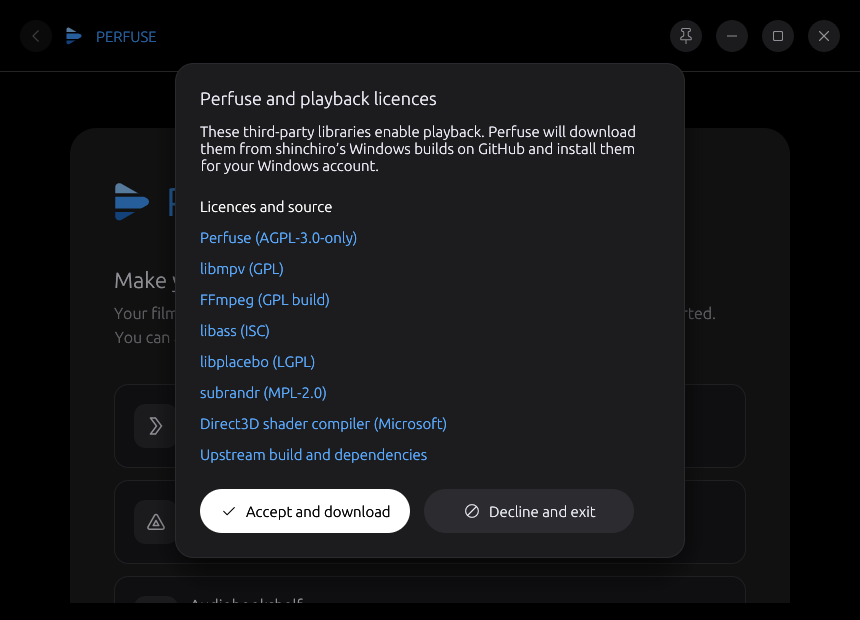 PERFUSE
Perfuse and playback licences
These third-party libraries enable playback. Perfuse will download
them from shinchiro’s Windows builds on GitHub and install them
for your Windows account.
Licences and source
Perfuse (AGPL-3.0-only)
libmpv (GPL)
FFmpeg (GPL build)
libass (ISC)
libplacebo (LGPL)
subrandr (MPL-2.0)
Direct3D shader compiler (Microsoft)
Upstream build and dependencies
Accept and download
Decline and exit
Make
Your film
You can